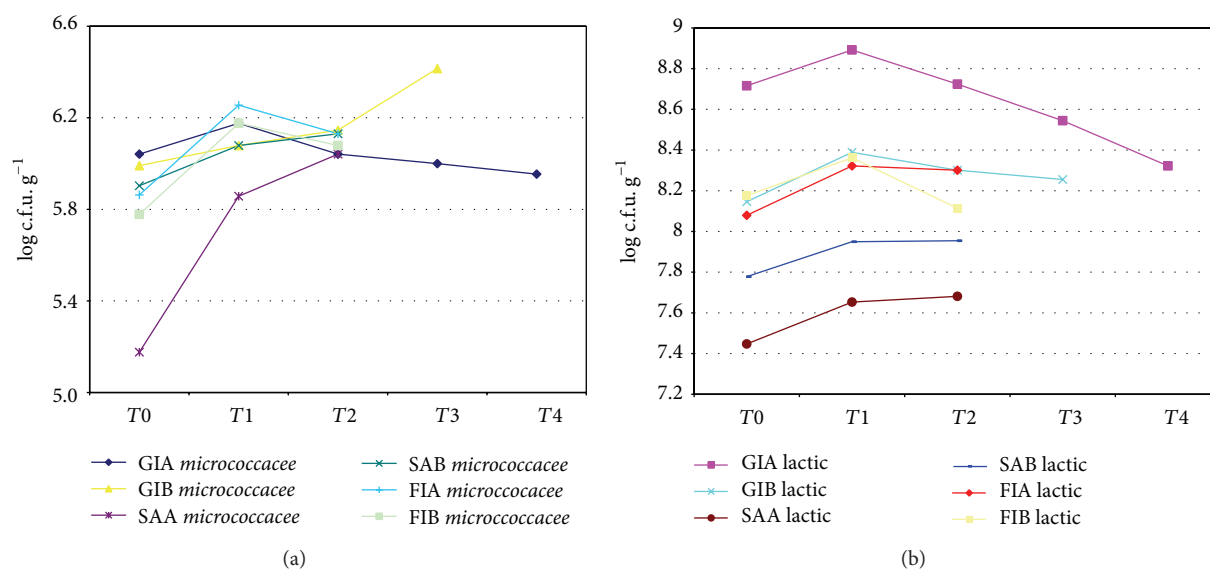 6.6
6.2
5.8
5.4
5.0
log c.f.u. g⁻¹
T0 T1 T2 T3 T4
GIA micrococcacee SAB micrococcacee
GIB micrococcacee FIA micrococacee
SAA micrococcacee FIB microccoccacee
(a)
9
8.8
8.6
8.4
8.2
8
7.8
7.6
7.4
7.2
log c.f.u. g⁻¹
T0 T1 T2 T3 T4
GIA lactic SAB lactic
GIB lactic FIA lactic
SAA lactic FIB lactic
(b)